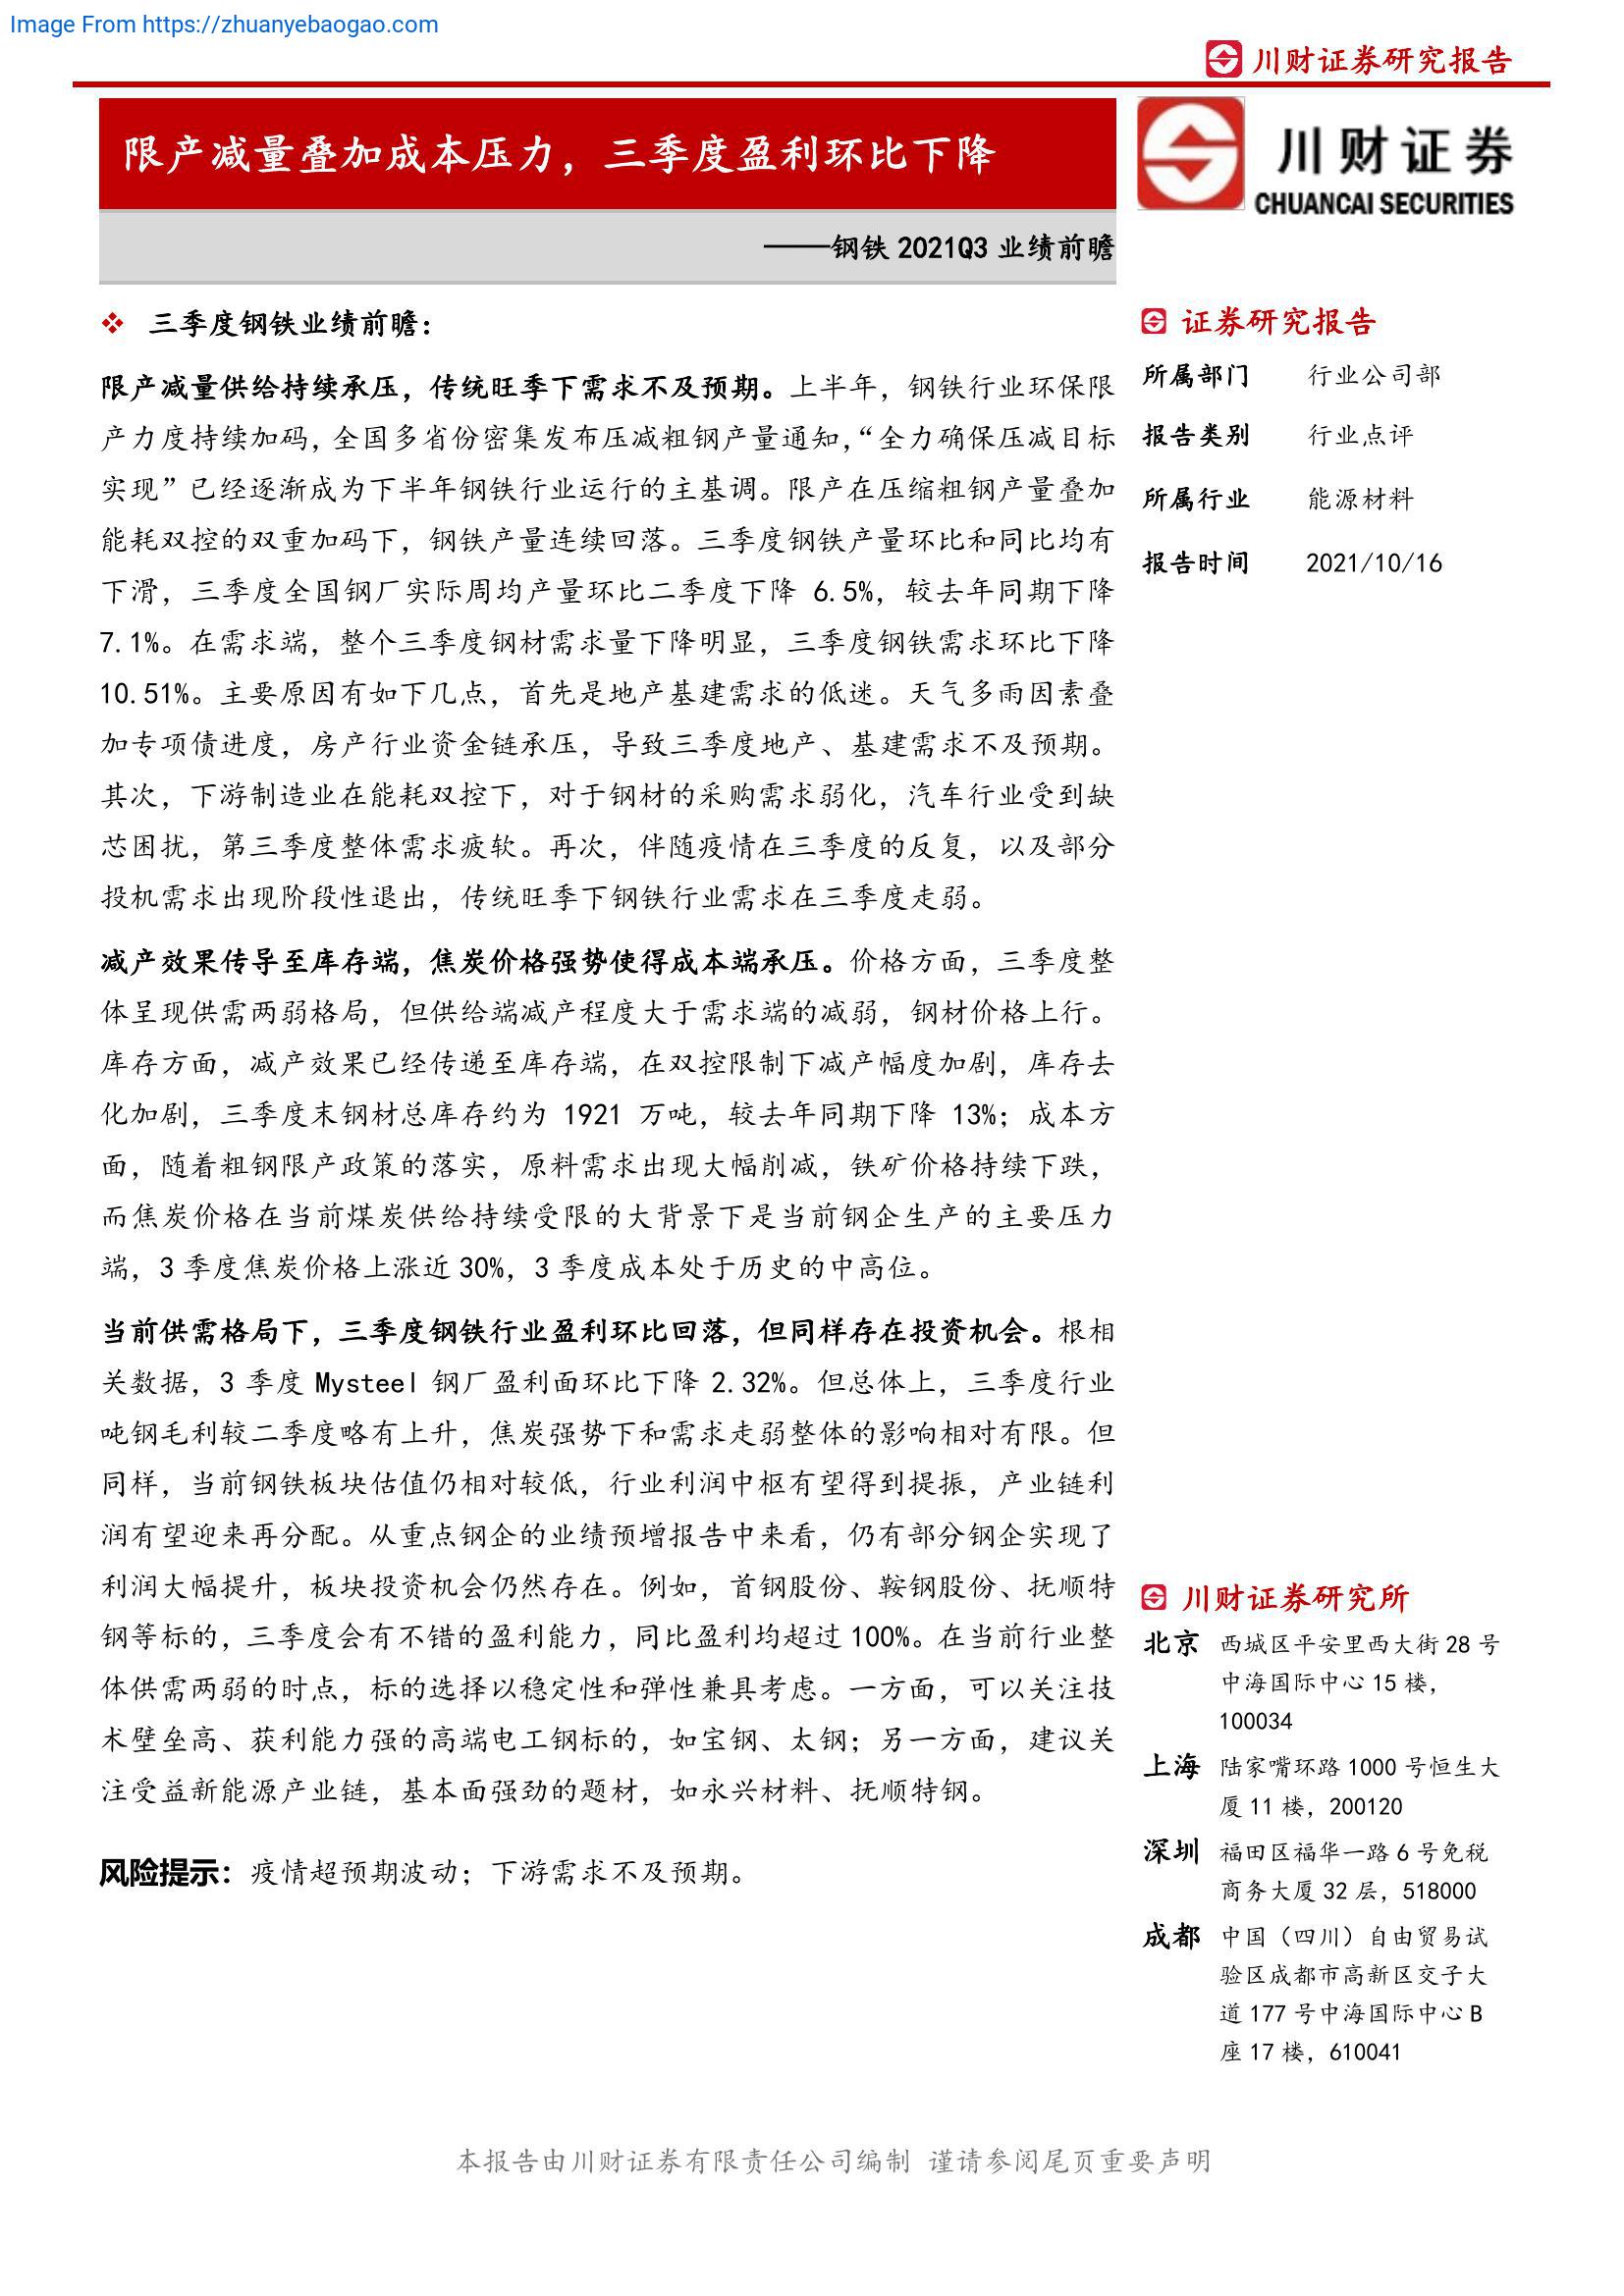 Image From https://zhuanyebaogao.com
川财证券研究报告
限产减量叠加成本压力，三季度盈利环比下降
——钢铁 2021Q3 业绩前瞻
川财证券
CHUANCAI SECURITIES
❖ 三季度钢铁业绩前瞻：
限产减量供给持续承压，传统旺季下需求不及预期。上半年，钢铁行业环保限
产力度持续加码，全国多省份密集发布压减粗钢产量通知，“全力确保压减目标
实现”已经逐渐成为下半年钢铁行业运行的主基调。限产在压缩粗钢产量叠加
能耗双控的双重加码下，钢铁产量连续回落。三季度钢铁产量环比和同比均有
下滑，三季度全国钢厂实际周均产量环比二季度下降 6.5%，较去年同期下降
7.1%。在需求端，整个三季度钢材需求量下降明显，三季度钢铁需求环比下降
10.51%。主要原因有如下几点，首先是地产基建需求的低迷。天气多雨因素叠
加专项债进度，房产行业资金链承压，导致三季度地产、基建需求不及预期。
其次，下游制造业在能耗双控下，对于钢材的采购需求弱化，汽车行业受到缺
芯困扰，第三季度整体需求疲软。再次，伴随疫情在三季度的反复，以及部分
投机需求出现阶段性退出，传统旺季下钢铁行业需求在三季度走弱。
减产效果传导至库存端，焦炭价格强势使得成本端承压。价格方面，三季度整
体呈现供需两弱格局，但供给端减产程度大于需求端的减弱，钢材价格上行。
库存方面，减产效果已经传递至库存端，在双控限制下减产幅度加剧，库存去
化加剧，三季度末钢材总库存约为 1921 万吨，较去年同期下降 13%；成本方
面，随着粗钢限产政策的落实，原料需求出现大幅削减，铁矿价格持续下跌，
而焦炭价格在当前煤炭供给持续受限的大背景下是当前钢企生产的主要压力
端，3 季度焦炭价格上涨近 30%，3 季度成本处于历史的中高位。
当前供需格局下，三季度钢铁行业盈利环比回落，但同样存在投资机会。根相
关数据，3 季度 Mysteel 钢厂盈利面环比下降 2.32%。但总体上，三季度行业
吨钢毛利较二季度略有上升，焦炭强势下和需求走弱整体的影响相对有限。但
同样，当前钢铁板块估值仍相对较低，行业利润中枢有望得到提振，产业链利
润有望迎来再分配。从重点钢企的业绩预增报告中来看，仍有部分钢企实现了
利润大幅提升，板块投资机会仍然存在。例如，首钢股份、鞍钢股份、抚顺特
钢等标的，三季度会有不错的盈利能力，同比盈利均超过 100%。在当前行业整
体供需两弱的时点，标的选择以稳定性和弹性兼具考虑。一方面，可以关注技
术壁垒高、获利能力强的高端电工钢标的，如宝钢、太钢；另一方面，建议关
注受益新能源产业链，基本面强劲的题材，如永兴材料、抚顺特钢。
风险提示：疫情超预期波动；下游需求不及预期。
证券研究报告
所属部门 行业公司部
报告类别 行业点评
所属行业 能源材料
报告时间 2021/10/16
川财证券研究所
北京 西城区平安里西大街 28 号
中海国际中心 15 楼，
100034
上海 陆家嘴环路 1000 号恒生大
厦 11 楼，200120
深圳 福田区福华一路 6 号免税
商务大厦 32 层，518000
成都 中国（四川）自由贸易试
验区成都市高新区交子大
道 177 号中海国际中心 B
座 17 楼，610041
本报告由川财证券有限责任公司编制 谨请参阅尾页重要声明